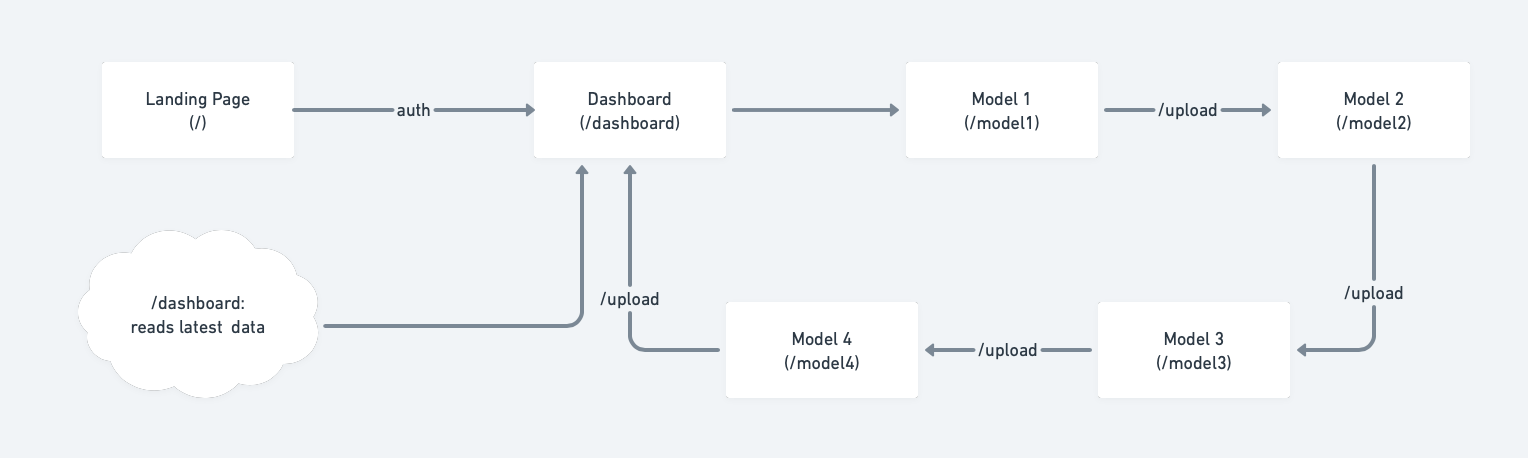 Landing Page
(/)
auth
Dashboard
(/dashboard)
Model 1
(/model1)
/upload
Model 2
(/model2)
/dashboard:
reads latest  data
/upload
Model 4
(/model4)
/upload
Model 3
(/model3)
/upload